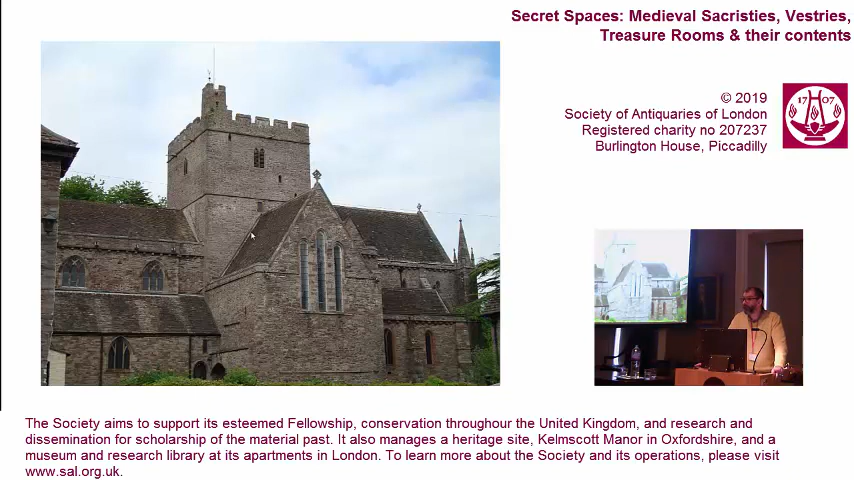 Secret Spaces: Medieval Sacristies, Vestries,
Treasure Rooms & their contents
© 2019
Society of Antiquaries of London
Registered charity no 207237
Burlington House, Piccadilly
17 07
The Society aims to support its esteemed Fellowship, conservation throughour the United Kingdom, and research and
dissemination for scholarship of the material past. It also manages a heritage site, Kelmscott Manor in Oxfordshire, and a
museum and research library at its apartments in London. To learn more about the Society and its operations, please visit
www.sal.org.uk.